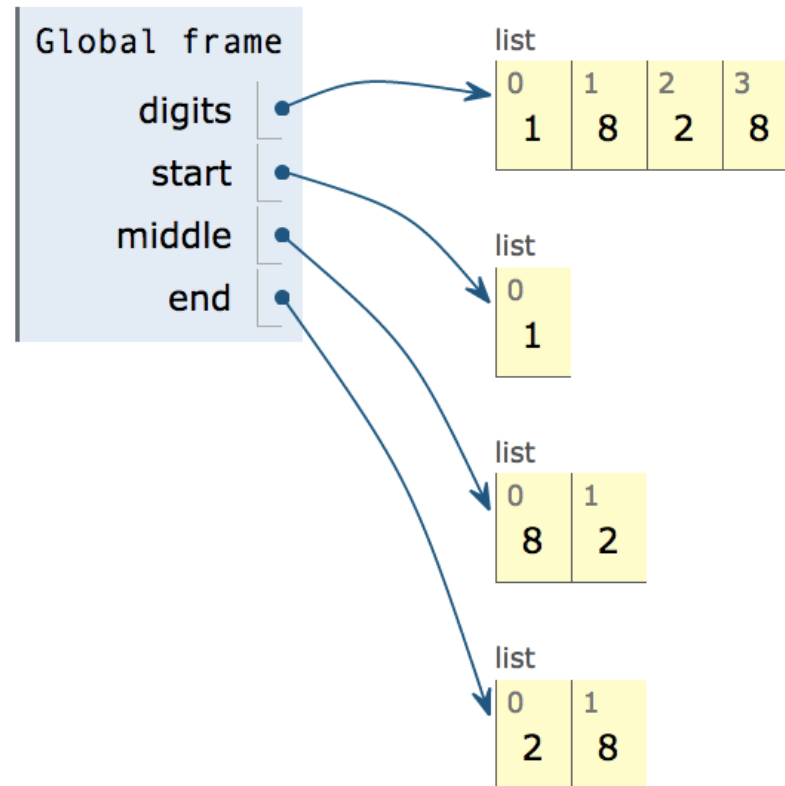 Global frame
digits
start
middle
end
list
0 1 2 3
1 8 2 8
list
0
1
list
0 1
8 2
list
0 1
2 8